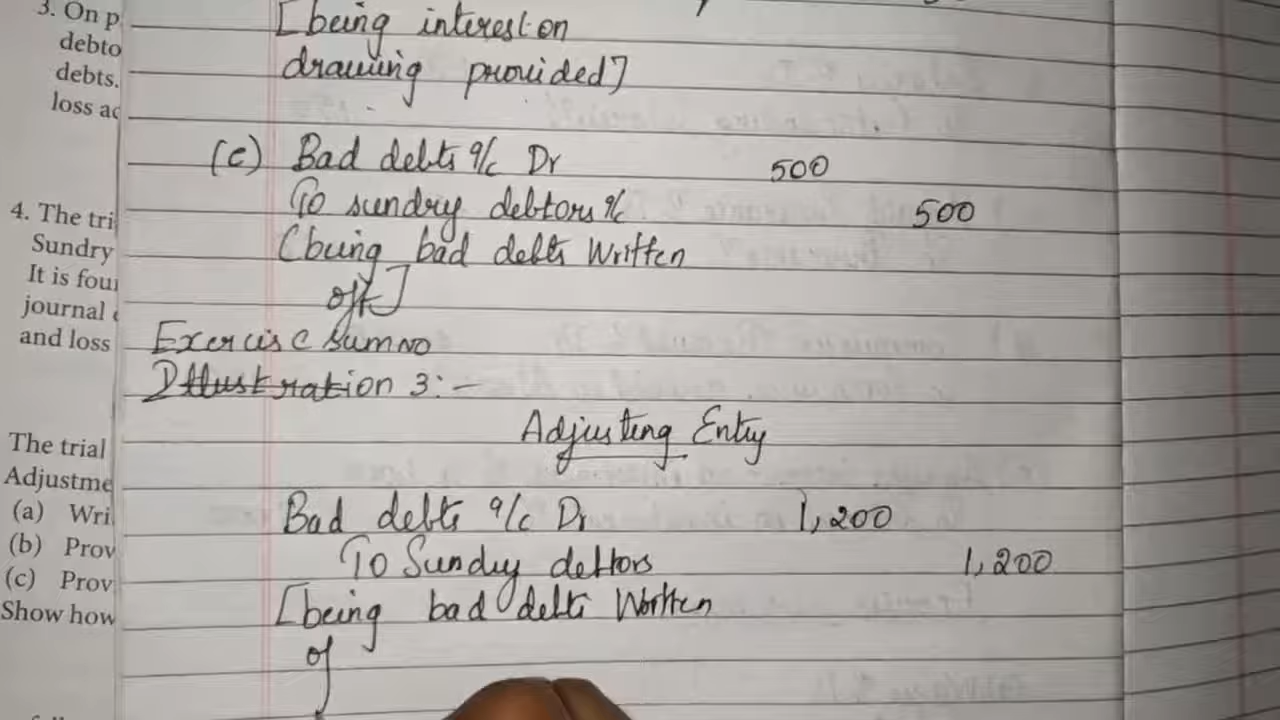 3. On p
debto
debts.
loss ac
4. The tri
Sundry
It is foun
journal
and loss
The trial
Adjustme
(a) Wri
(b) Prov
(c) Prov
Show how
[being interest on
drawing provided]
(c) Bad debts a/c Dr 500
To sundry debtors a/c 500
(being bad debts Written
off]
Exercise Sum NO
Illustration 3:-
Adjusting Entry
Bad debts a/c Dr 1,200
To Sundry debtors 1,200
[being bad debts Written
of